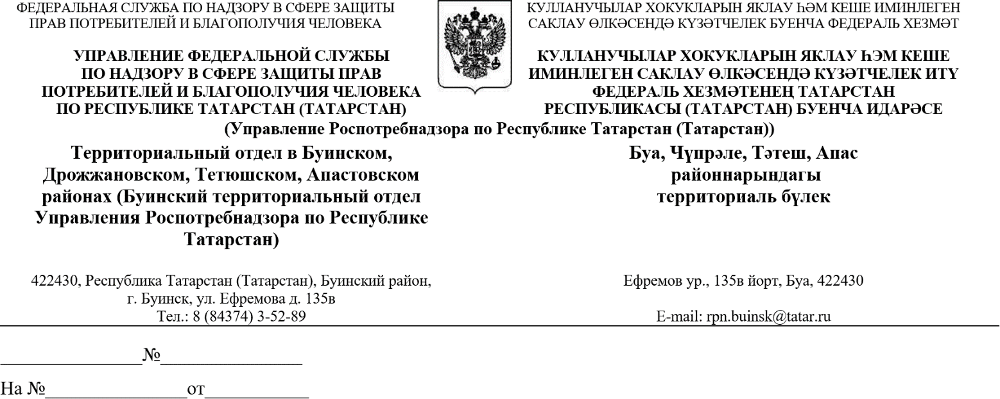 ФЕДЕРАЛЬНАЯ СЛУЖБА ПО НАДЗОРУ В СФЕРЕ ЗАЩИТЫ
ПРАВ ПОТРЕБИТЕЛЕЙ И БЛАГОПОЛУЧИЯ ЧЕЛОВЕКА
УПРАВЛЕНИЕ ФЕДЕРАЛЬНОЙ СЛУЖБЫ
ПО НАДЗОРУ В СФЕРЕ ЗАЩИТЫ ПРАВ
ПОТРЕБИТЕЛЕЙ И БЛАГОПОЛУЧИЯ ЧЕЛОВЕКА
ПО РЕСПУБЛИКЕ ТАТАРСТАН (ТАТАРСТАН)
КУЛЛАНУЧЫЛАР ХОКУКЛАРЫН ЯКЛАУ ҺӘМ КЕШЕ ИМИНЛЕГЕН
САКЛАУ ӨЛКӘСЕНДӘ КҮЗӘТЧЕЛЕК БУЕНЧА ФЕДЕРАЛЬ ХЕЗМӘТ
КУЛЛАНУЧЫЛАР ХОКУКЛАРЫН ЯКЛАУ ҺЭМ КЕШЕ
ИМИНЛЕГЕН САКЛАУ ӨЛКӘСЕНДӘ КҮЗӘТЧЕЛЕК ИТҮ
ФЕДЕРАЛЬ ХЕЗМӘТЕНЕҢ ТАТАРСТАН
РЕСПУБЛИКАСЫ (ТАТАРСТАН) БУЕНЧА ИДАРӘСЕ
(Управление Роспотребнадзора по Республике Татарстан (Татарстан))
Территориальный отдел в Буинском,
Дрожжановском, Тетюшском, Апастовском
районах (Буинский территориальный отдел
Управления Роспотребнадзора по Республике
Татарстан)
Буа, Чүпрәле, Тәтеш, Апас
районнарындагы
территориаль бүлек
422430, Республика Татарстан (Татарстан), Буинский район,
г. Буинск, ул. Ефремова д. 135в
Тел.: 8 (84374) 3-52-89
Ефремов ур., 135в йорт, Буа, 422430
E-mail: rpn.buinsk@tatar.ru
________________№________________
На №________________от____________